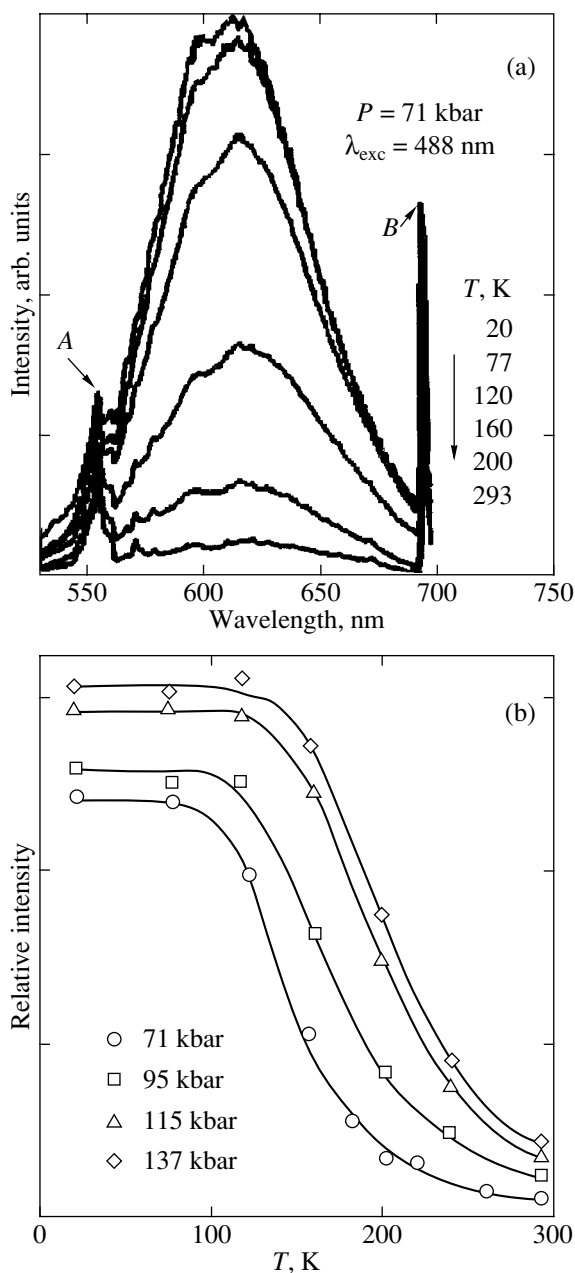 (a)
P = 71 kbar
λexc = 488 nm
B
T, K
20
77
120
160
200
293
A
Intensity, arb. units
550 600 650 700 750
Wavelength, nm
(b)
Relative intensity
71 kbar
95 kbar
115 kbar
137 kbar
0 100 200 300
T, K